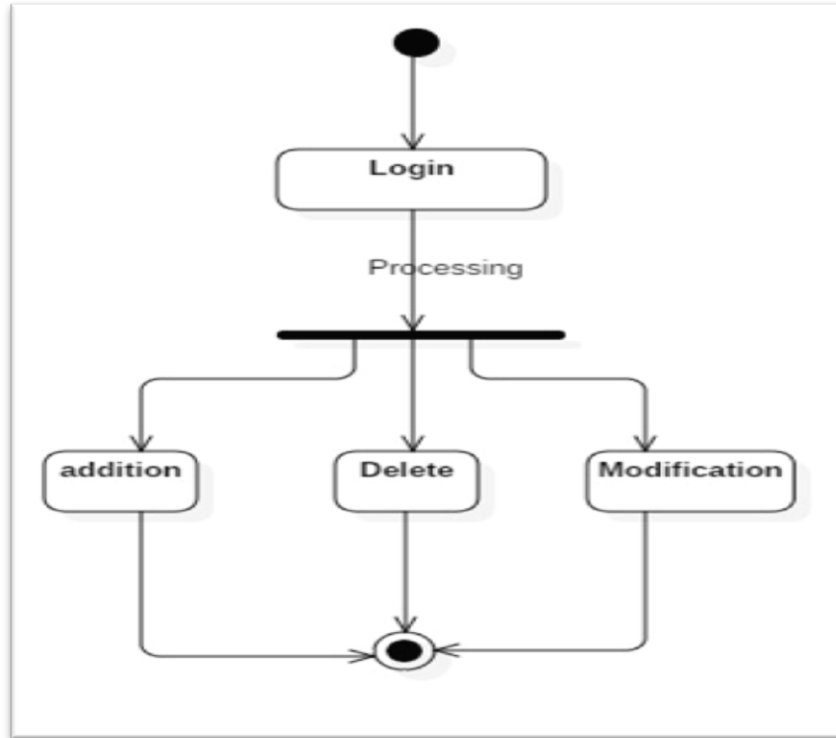 Login
Processing
addition
Delete
Modification